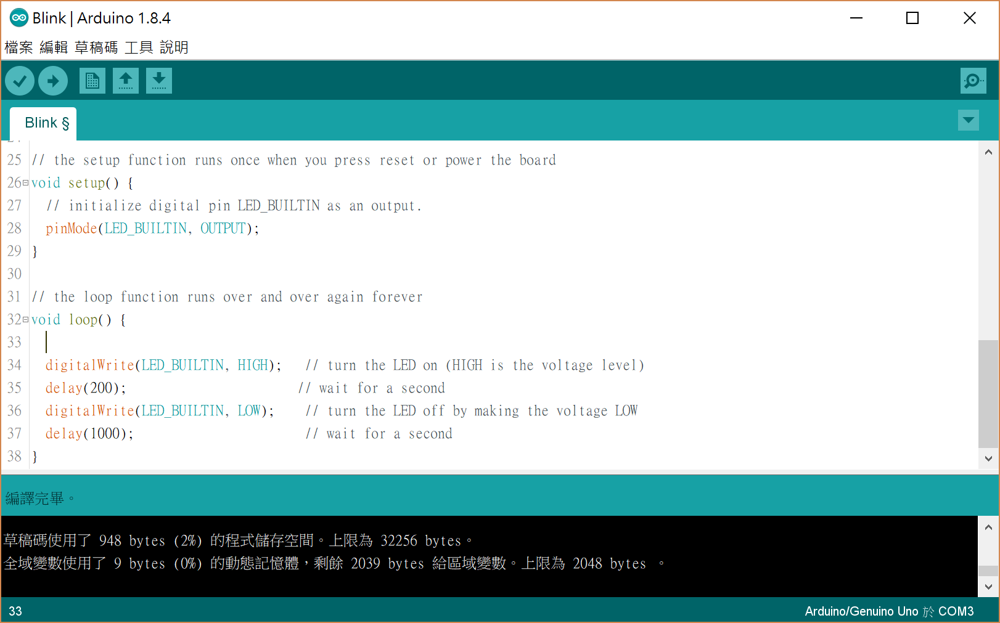 Blink | Arduino 1.8.4
檔案 編輯 草稿碼 工具 說明
Blink §
25 // the setup function runs once when you press reset or power the board
26 void setup() {
27 // initialize digital pin LED_BUILTIN as an output.
28 pinMode(LED_BUILTIN, OUTPUT);
29 }
30
31 // the loop function runs over and over again forever
32 void loop() {
33
34 digitalWrite(LED_BUILTIN, HIGH); // turn the LED on (HIGH is the voltage level)
35 delay(200); // wait for a second
36 digitalWrite(LED_BUILTIN, LOW); // turn the LED off by making the voltage LOW
37 delay(1000); // wait for a second
38 }
編譯完畢。
草稿碼使用了 948 bytes (2%) 的程式儲存空間。上限為 32256 bytes。
全域變數使用了 9 bytes (0%) 的動態記憶體，剩餘 2039 bytes 給區域變數。上限為 2048 bytes 。
33 Arduino/Genuino Uno 於 COM3